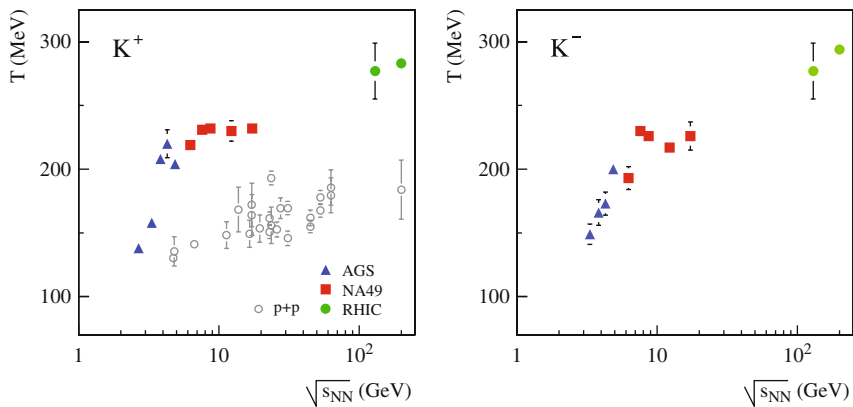 T (MeV)
K⁺
300
200
100
AGS
NA49
p+p
RHIC
1
10
10²
√sNN (GeV)
T (MeV)
K⁻
300
200
100
1
10
10²
√sNN (GeV)